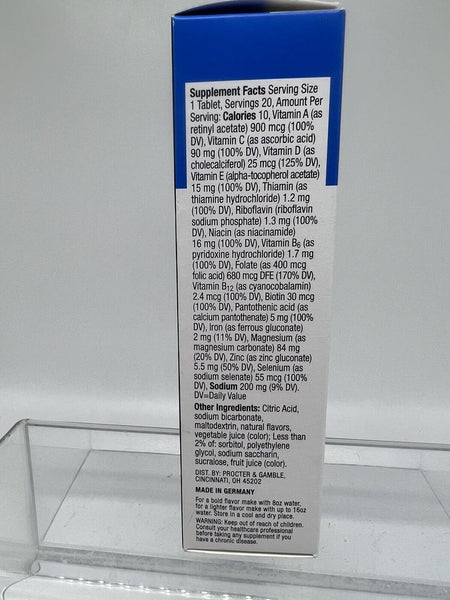 Supplement Facts Serving Size
1 Tablet, Servings 20, Amount Per
Serving: Calories 10, Vitamin A (as
retinyl acetate) 900 mcg (100%
DV), Vitamin C (as ascorbic acid)
90 mg (100% DV), Vitamin D (as
cholecalciferol) 25 mcg (125% DV),
Vitamin E (alpha-tocopherol acetate)
15 mg (100% DV), Thiamin (as
thiamine hydrochloride) 1.2 mg
(100% DV), Riboflavin (riboflavin
sodium phosphate) 1.3 mg (100%
DV), Niacin (as niacinamide)
16 mg (100% DV), Vitamin B6 (as
pyridoxine hydrochloride) 1.7 mg
(100% DV), Folate (as 400 mcg
folic acid) 680 mcg DFE (170% DV),
Vitamin B12 (as cyanocobalamin)
2.4 mcg (100% DV), Biotin 30 mcg
(100% DV), Pantothenic acid (as
calcium pantothenate) 5 mg (100%
DV), Iron (as ferrous gluconate)
2 mg (11% DV), Magnesium (as
magnesium carbonate) 84 mg
(20% DV), Zinc (as zinc gluconate)
5.5 mg (50% DV), Selenium (as
sodium selenate) 55 mcg (100%
DV), Sodium 200 mg (9% DV).
DV=Daily Value
Other Ingredients: Citric Acid,
sodium bicarbonate,
maltodextrin, natural flavors,
vegetable juice (color); Less than
2% of: sorbitol, polyethylene
glycol, sodium saccharin,
sucralose, fruit juice (color).
DIST. BY: PROCTER & GAMBLE,
CINCINNATI, OH 45202
MADE IN GERMANY
For a bold flavor make with 8oz water,
for a lighter flavor make with up to 16oz
water. Store in a cool and dry place.
WARNING: Keep out of reach of children.
Consult your healthcare professional
before taking any supplement if you
have a chronic disease.